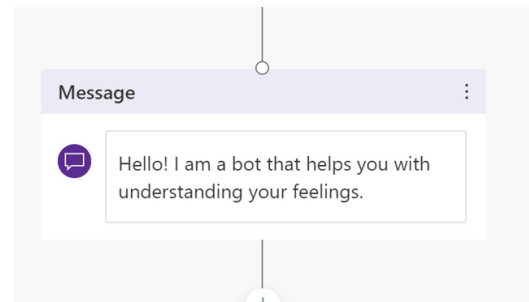 Message
Hello! I am a bot that helps you with
understanding your feelings.